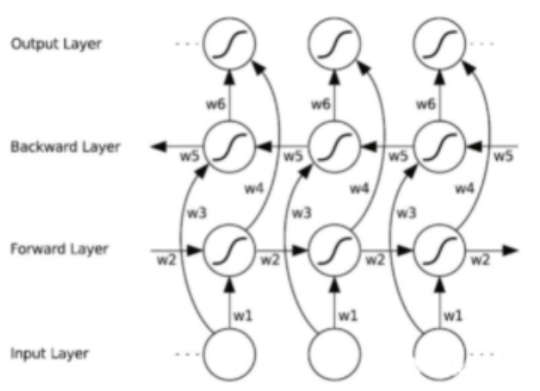 Output Layer
w6 w6 w6
Backward Layer
w5 w5 w5 w5
w4 w4 w4
w3 w3 w3
Forward Layer
w2 w2 w2 w2
w1 w1 w1
Input Layer